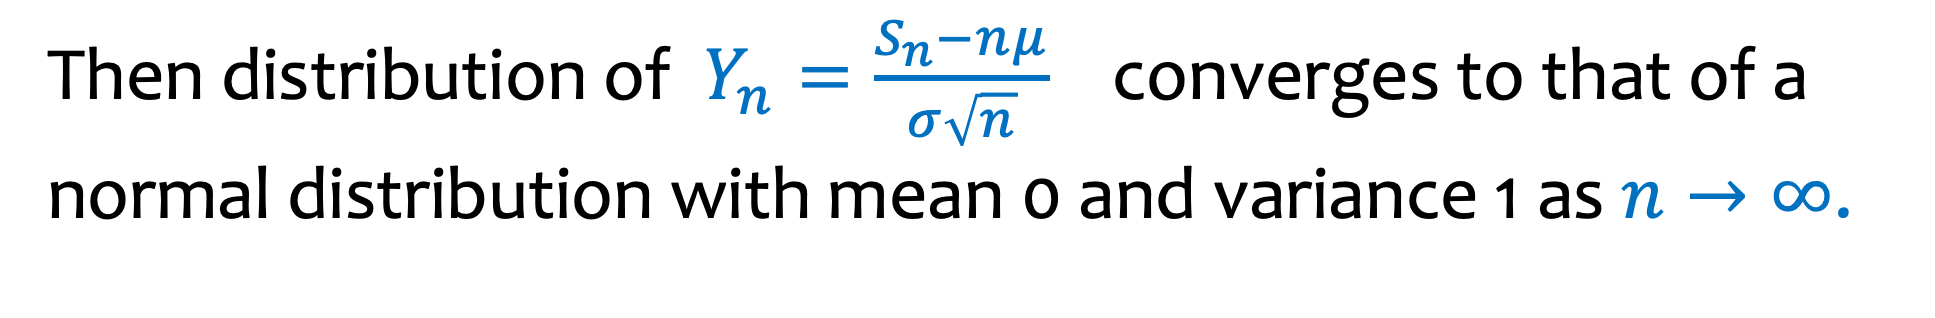 Then distribution of Yₙ = (Sₙ−nμ)/(σ√n) converges to that of a
normal distribution with mean 0 and variance 1 as n → ∞.